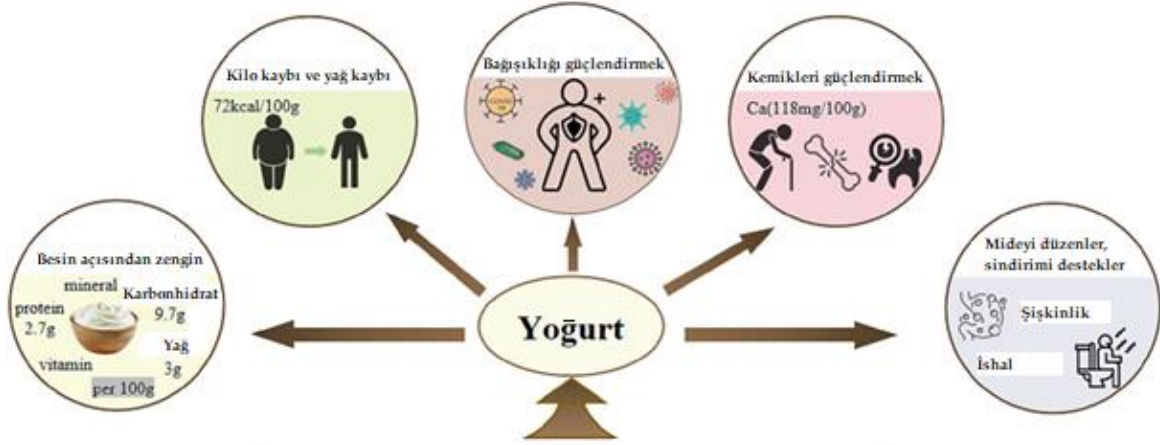 Kilo kaybı ve yağ kaybı
72kcal/100g
Bağışıklığı güçlendirmek
Kemikleri güçlendirmek
Ca(118mg/100g)
Besin açısından zengin
mineral
Karbonhidrat
9.7g
protein
2.7g
Yağ
3g
vitamin
per 100g
Yoğurt
Mideyi düzenler,
sindirimi destekler
Şişkinlik
İshal